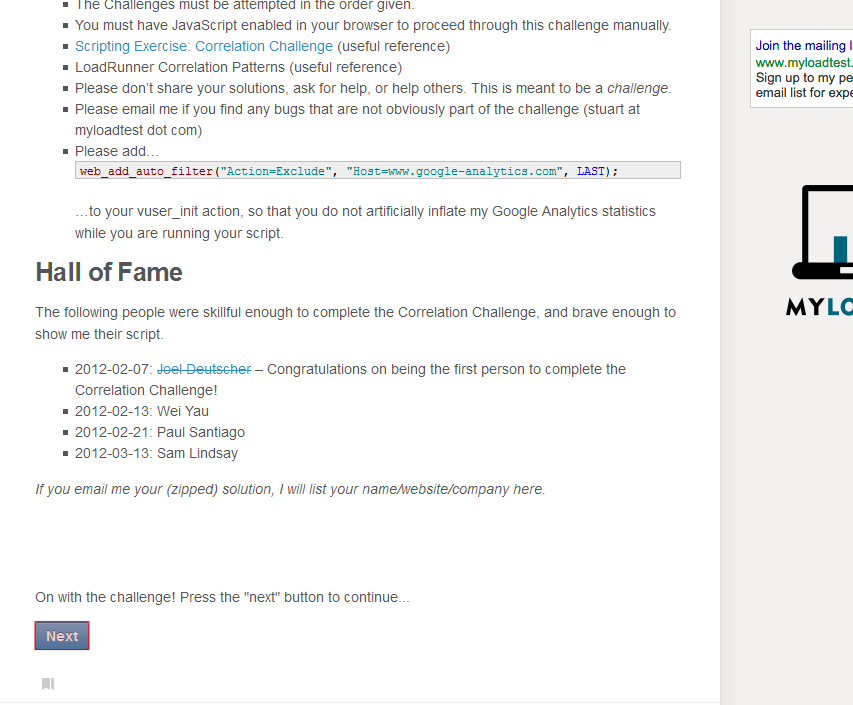 The Challenges must be attempted in the order given.
You must have JavaScript enabled in your browser to proceed through this challenge manually.
Scripting Exercise: Correlation Challenge (useful reference)
LoadRunner Correlation Patterns (useful reference)
Please don't share your solutions, ask for help, or help others. This is meant to be a challenge.
Please email me if you find any bugs that are not obviously part of the challenge (stuart at
myloadtest dot com)
Please add…
web_add_auto_filter("Action=Exclude", "Host=www.google-analytics.com", LAST);
…to your vuser_init action, so that you do not artificially inflate my Google Analytics statistics
while you are running your script.
Hall of Fame
The following people were skillful enough to complete the Correlation Challenge, and brave enough to
show me their script.
2012-02-07: Joel Deutscher – Congratulations on being the first person to complete the
Correlation Challenge!
2012-02-13: Wei Yau
2012-02-21: Paul Santiago
2012-03-13: Sam Lindsay
If you email me your (zipped) solution, I will list your name/website/company here.
On with the challenge! Press the "next" button to continue...
Next
Join the mailing
www.myloadtest.
Sign up to my
email list for
MYLO